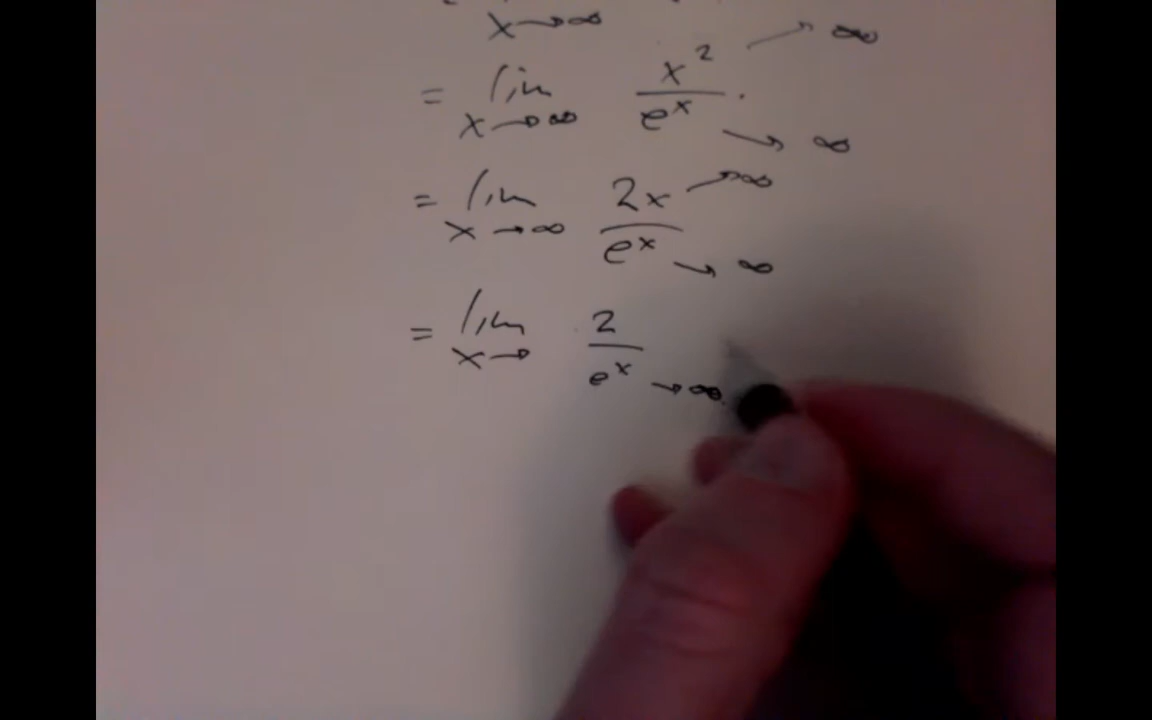 x→∞
= lim x²/eˣ. →∞ →∞
x→∞
= lim 2x/eˣ →∞ →∞
x→∞
= lim 2/eˣ →∞.
x→